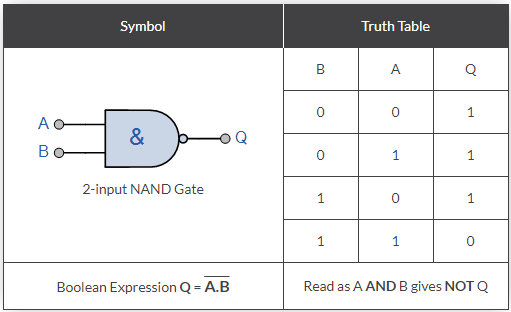 Symbol Truth Table
B A Q
0 0 1
A
& Q
B
0 1 1
2-input NAND Gate
1 0 1
1 1 0
Boolean Expression Q = A̅.̅B̅ Read as A AND B gives NOT Q